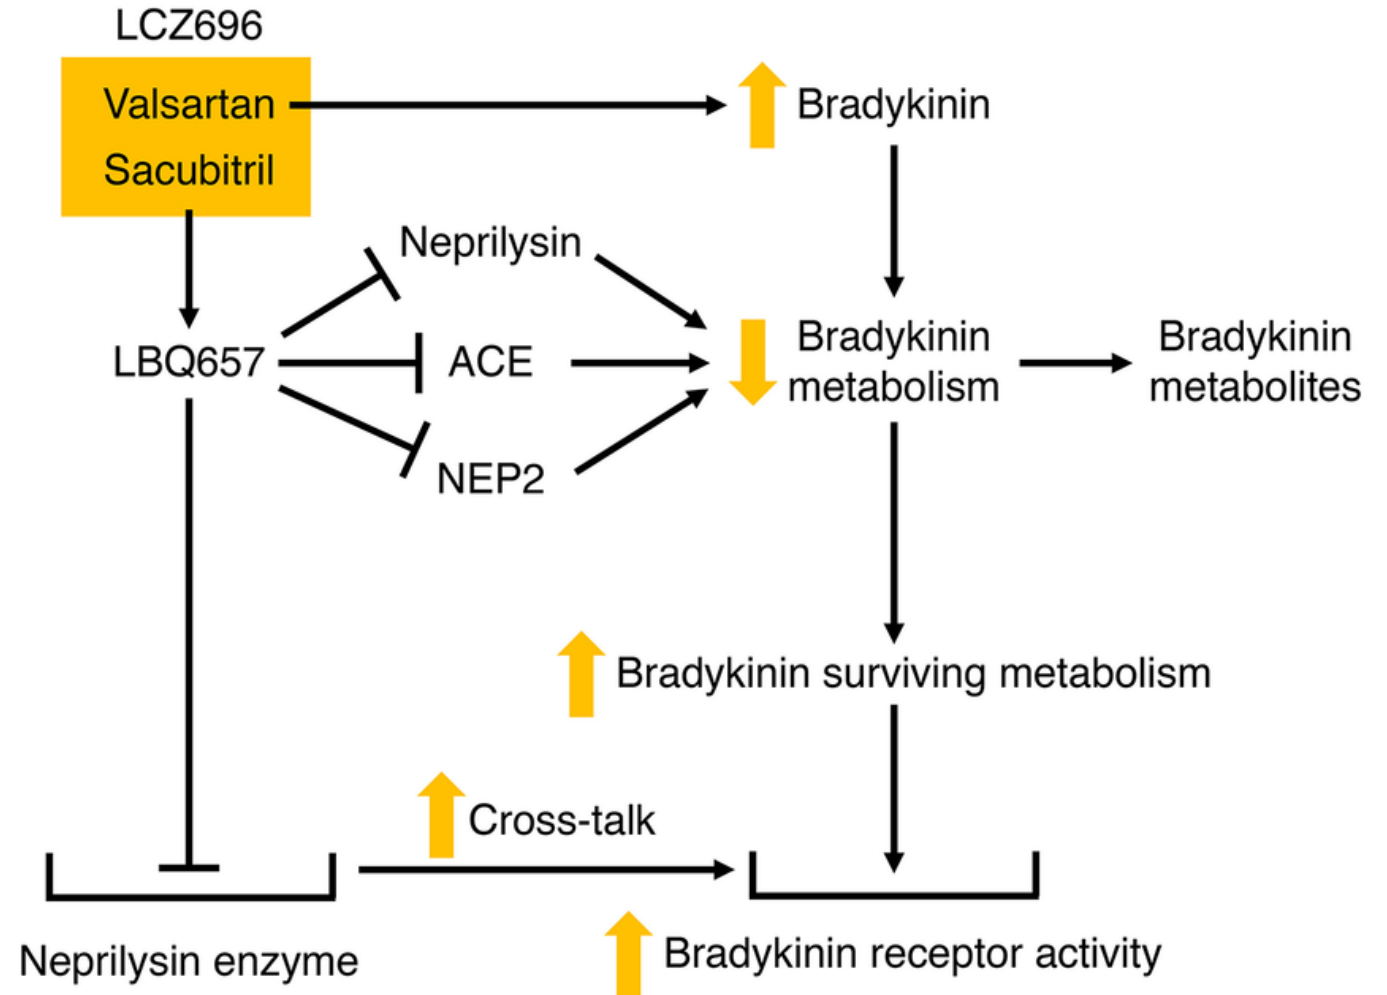 LCZ696
Valsartan
Sacubitril
Bradykinin
Neprilysin
LBQ657
ACE
NEP2
Bradykinin
metabolism
Bradykinin
metabolites
Bradykinin surviving metabolism
Cross-talk
Neprilysin enzyme
Bradykinin receptor activity